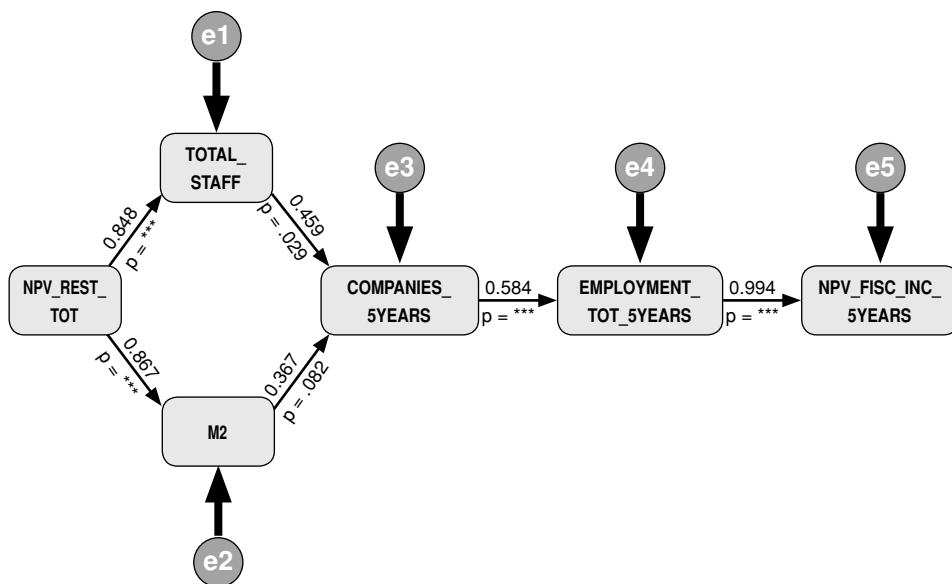 e1
TOTAL_
STAFF
e3
e4
e5
0.848
p = ***
0.459
p = .029
NPV_REST_
TOT
COMPANIES_
5YEARS
0.584
p = ***
EMPLOYMENT_
TOT_5YEARS
0.994
p = ***
NPV_FISC_INC_
5YEARS
0.867
p = ***
0.367
p = .082
M2
e2